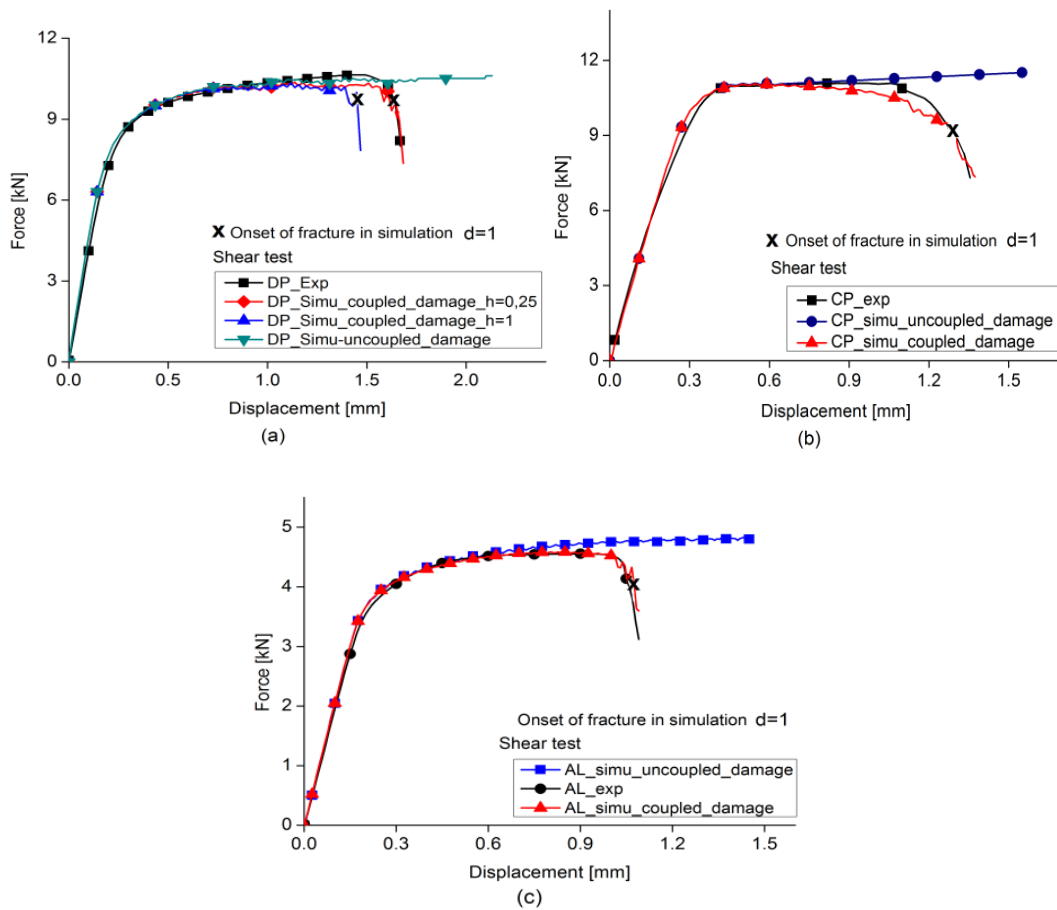 12
9
6
3
0
Force [kN]
0.0 0.5 1.0 1.5 2.0
Displacement [mm]
x Onset of fracture in simulation d=1
Shear test
DP_Exp
DP_Simu_coupled_damage_h=0,25
DP_Simu_coupled_damage_h=1
DP_Simu-uncoupled_damage
(a)
12
9
6
3
0
Force [kN]
0.0 0.3 0.6 0.9 1.2 1.5
Displacement [mm]
x Onset of fracture in simulation d=1
Shear test
CP_exp
CP_simu_uncoupled_damage
CP_simu_coupled_damage
(b)
5
4
3
2
1
0
Force [kN]
0.0 0.3 0.6 0.9 1.2 1.5
Displacement [mm]
x
Onset of fracture in simulation d=1
Shear test
AL_simu_uncoupled_damage
AL_exp
AL_simu_coupled_damage
(c)